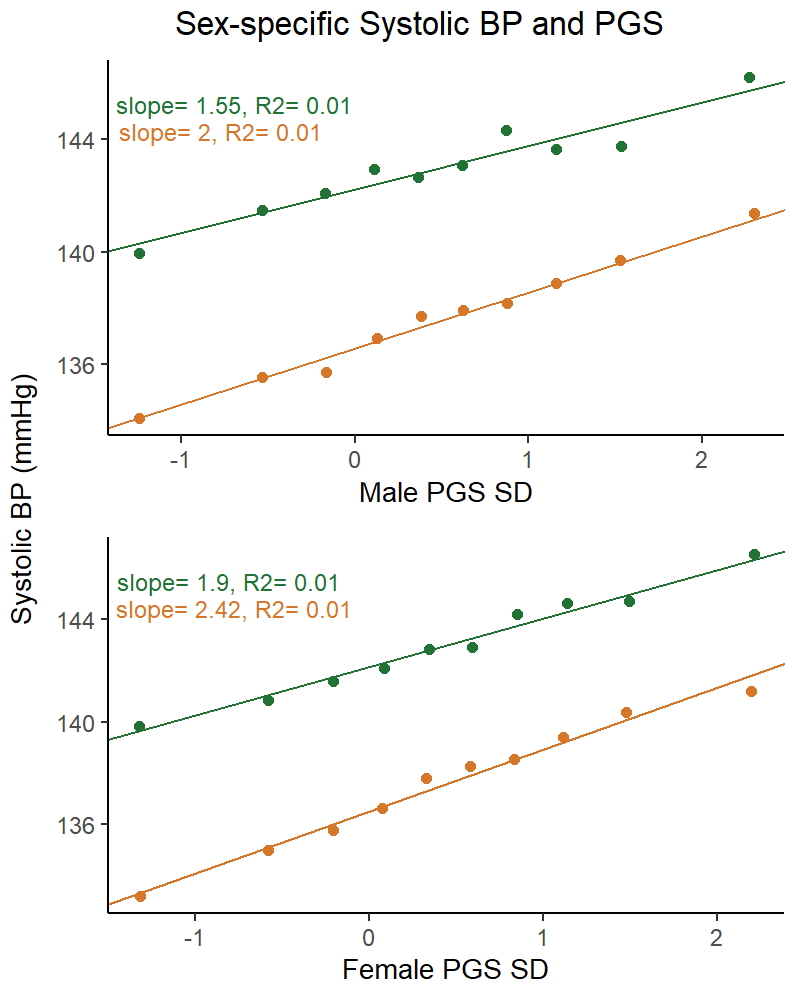 Sex-specific Systolic BP and PGS
slope= 1.55, R2= 0.01
slope= 2, R2= 0.01
144
140
136
-1 0 1 2
Male PGS SD
Systolic BP (mmHg)
slope= 1.9, R2= 0.01
slope= 2.42, R2= 0.01
144
140
136
-1 0 1 2
Female PGS SD